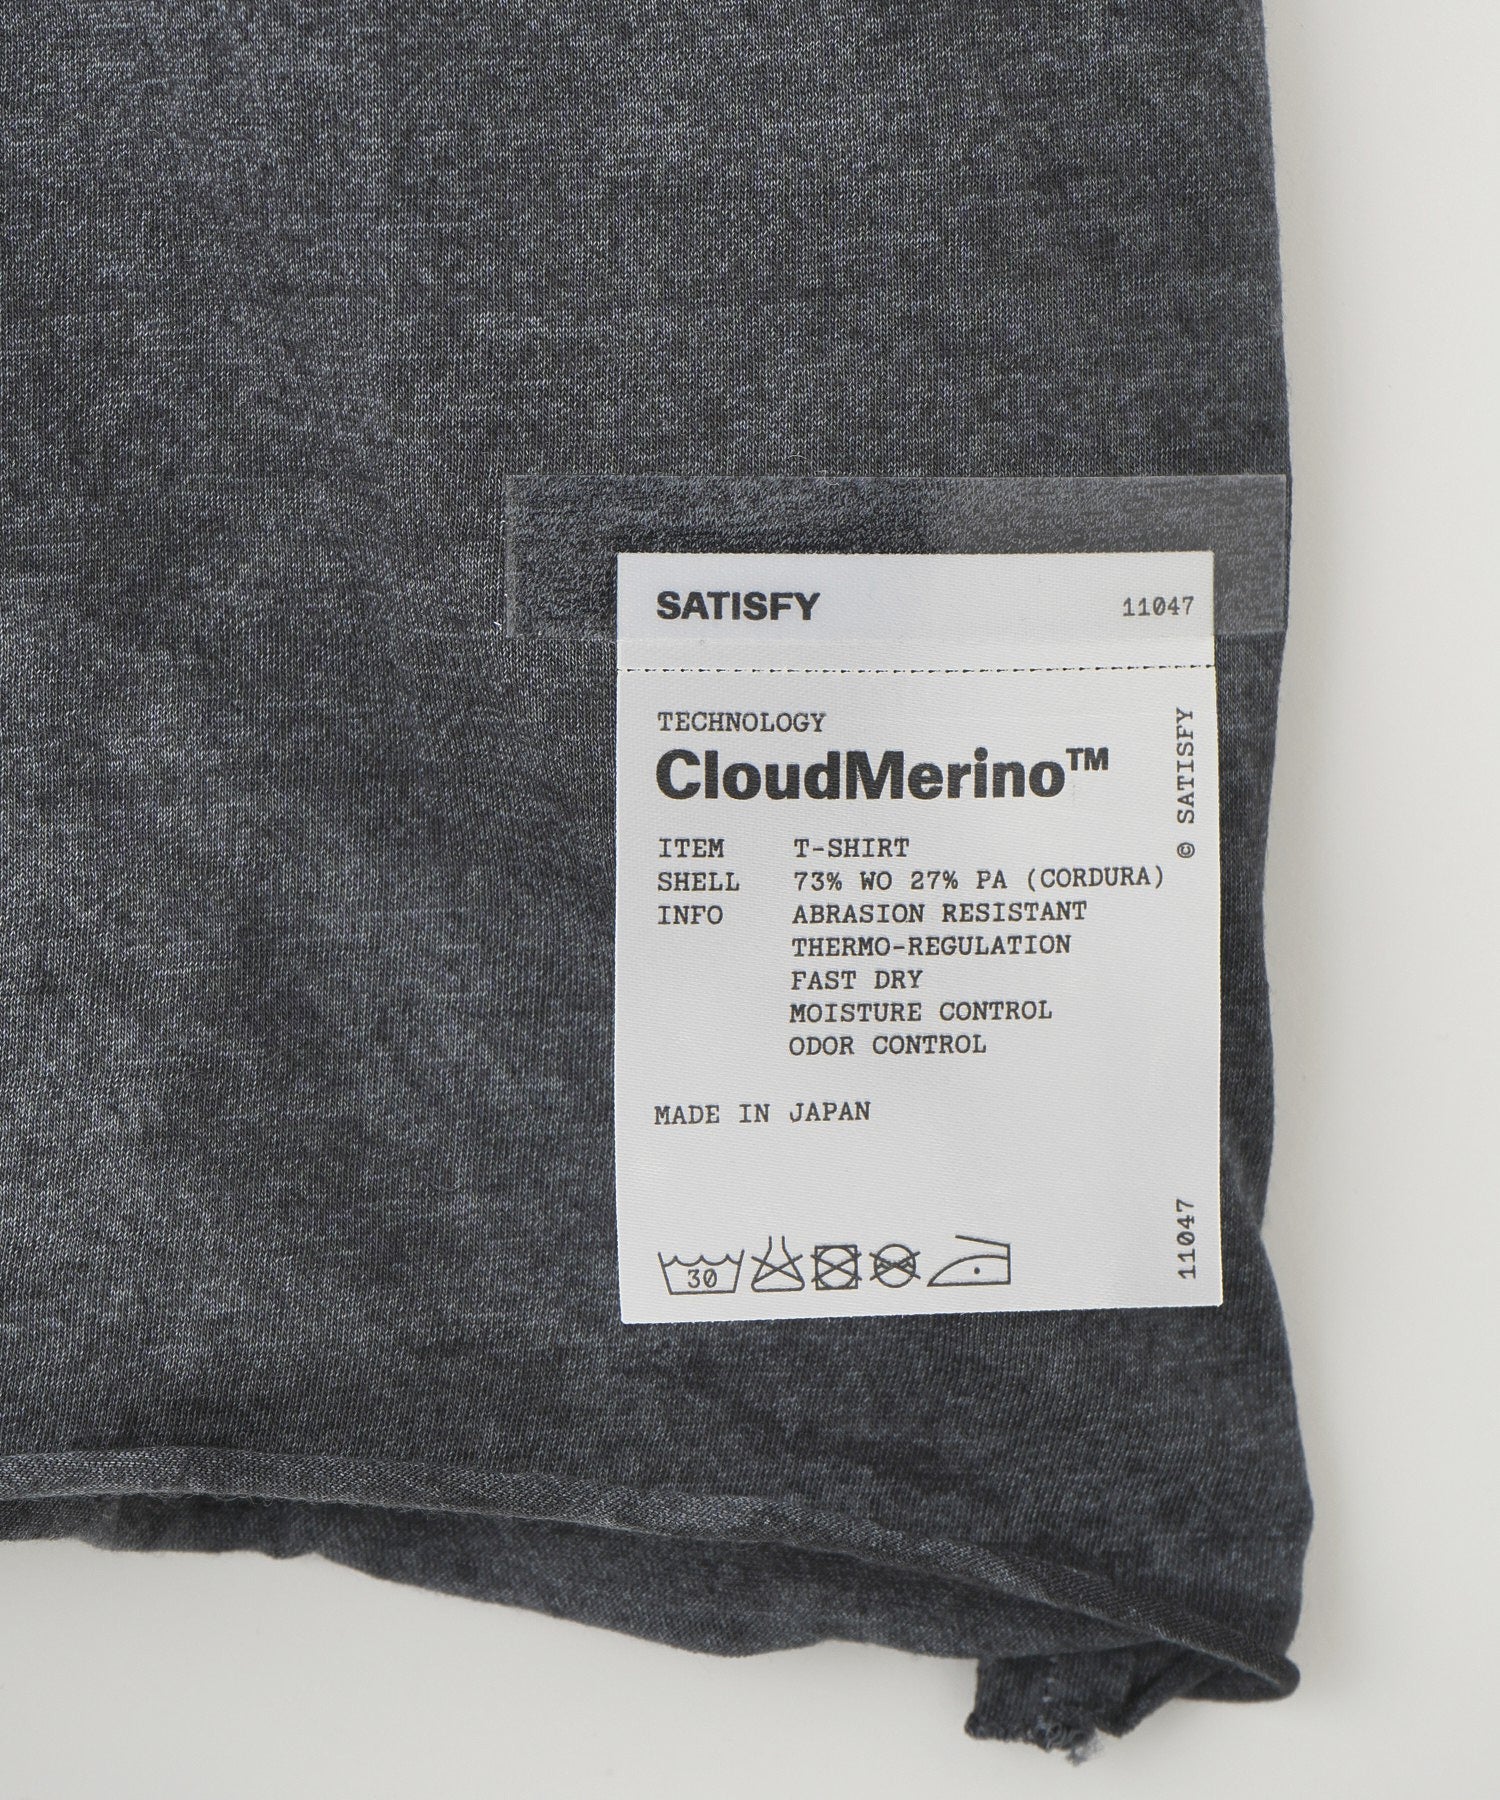 SATISFY 11047
TECHNOLOGY
CloudMerino™
ITEM T-SHIRT
SHELL 73% WO 27% PA (CORDURA)
INFO ABRASION RESISTANT
THERMO-REGULATION
FAST DRY
MOISTURE CONTROL
ODOR CONTROL
MADE IN JAPAN
30
© SATISFY
11047